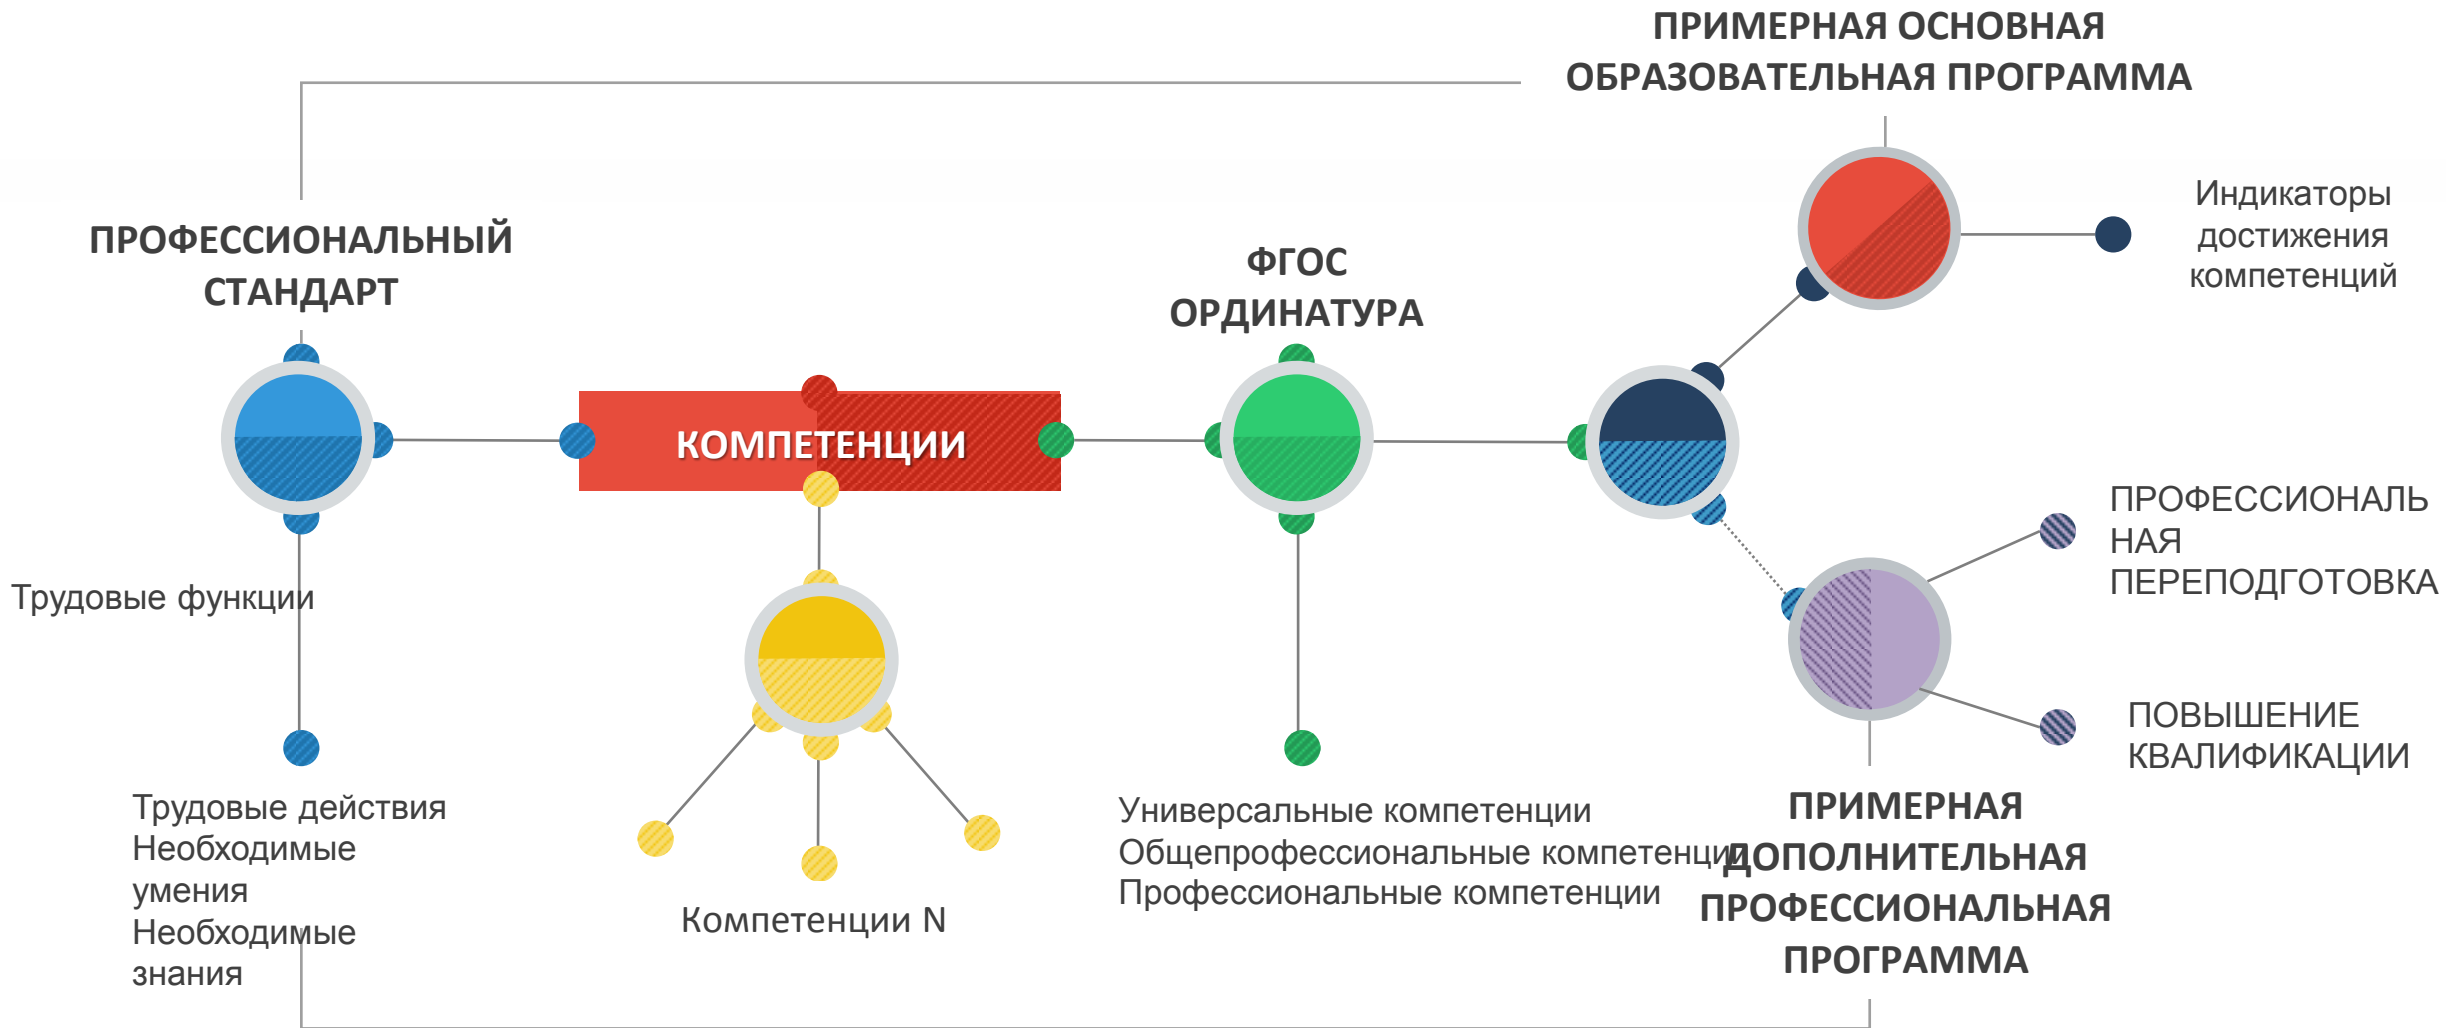 ПРИМЕРНАЯ ОСНОВНАЯ
ОБРАЗОВАТЕЛЬНАЯ ПРОГРАММА
Индикаторы
достижения
компетенций
ПРОФЕССИОНАЛЬНЫЙ
СТАНДАРТ
ФГОС
ОРДИНАТУРА
КОМПЕТЕНЦИИ
ПРОФЕССИОНАЛЬ
НАЯ
ПЕРЕПОДГОТОВКА
Трудовые функции
ПОВЫШЕНИЕ
КВАЛИФИКАЦИИ
Трудовые действия
Необходимые
умения
Необходимые
знания
Компетенции N
Универсальные компетенции
Общепрофессиональные компетенции
Профессиональные компетенции
ПРИМЕРНАЯ
ДОПОЛНИТЕЛЬНАЯ
ПРОФЕССИОНАЛЬНАЯ
ПРОГРАММА